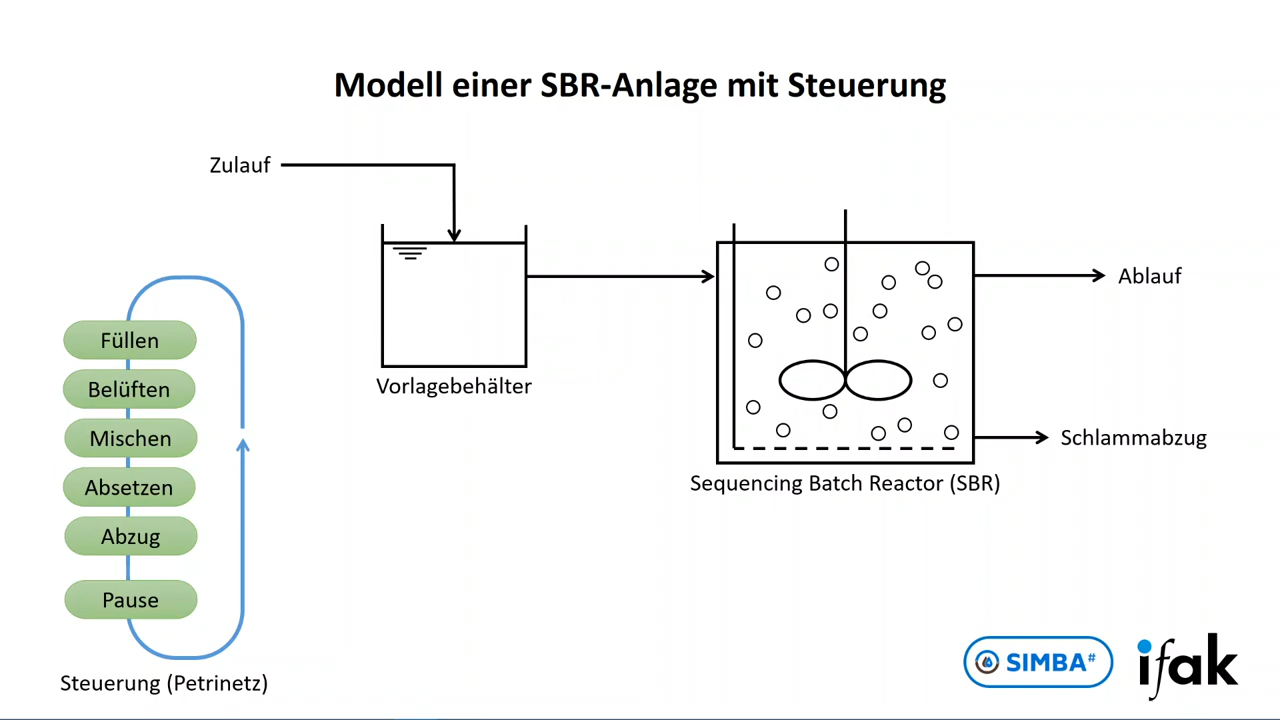 Modell einer SBR-Anlage mit Steuerung
Zulauf
Vorlagebehälter
Ablauf
Schlammabzug
Sequencing Batch Reactor (SBR)
Füllen
Belüften
Mischen
Absetzen
Abzug
Pause
Steuerung (Petrinetz)
SIMBA#
ifak